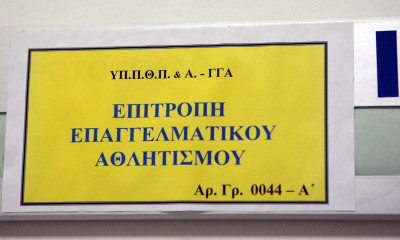 ΥΠ.Π.Θ.Π. & Α. - ΓΓΑ
ΕΠΙΤΡΟΠΗ
ΕΠΑΓΓΕΛΜΑΤΙΚΟΥ
ΑΘΛΗΤΙΣΜΟΥ
Αρ. Γρ. 0044 – Α΄